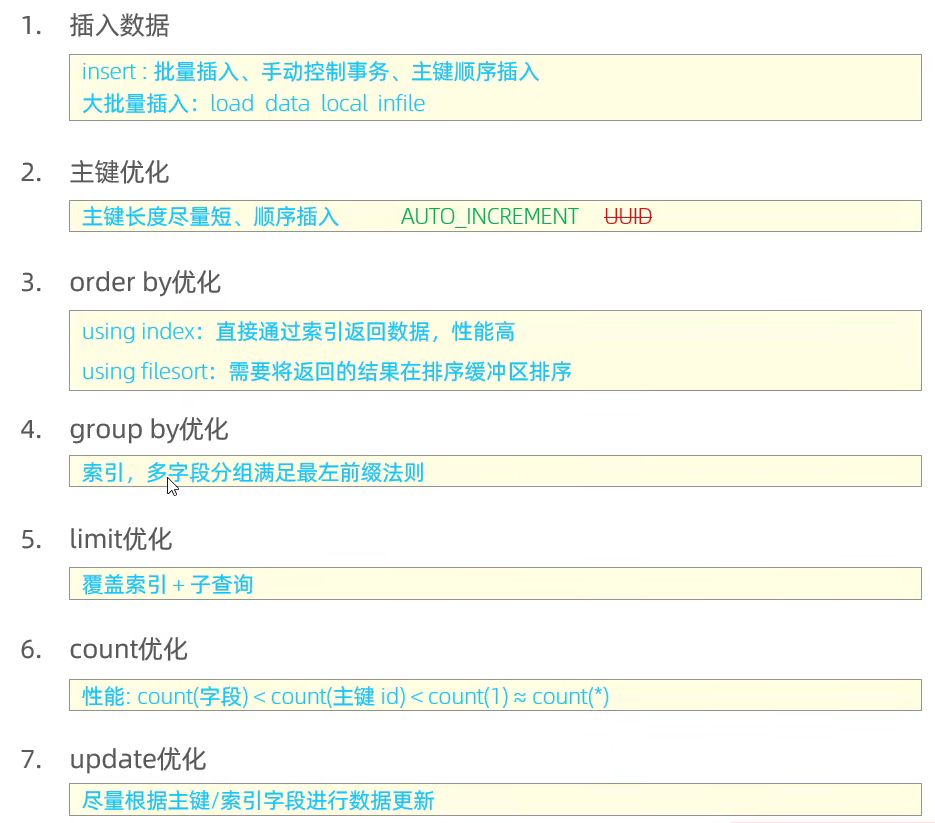 1. 插入数据
insert : 批量插入、手动控制事务、主键顺序插入
大批量插入：load data local infile
2. 主键优化
主键长度尽量短、顺序插入 AUTO_INCREMENT UUID
3. order by优化
using index：直接通过索引返回数据，性能高
using filesort：需要将返回的结果在排序缓冲区排序
4. group by优化
索引，多字段分组满足最左前缀法则
5. limit优化
覆盖索引 + 子查询
6. count优化
性能: count(字段) < count(主键 id) < count(1) ≈ count(*)
7. update优化
尽量根据主键/索引字段进行数据更新